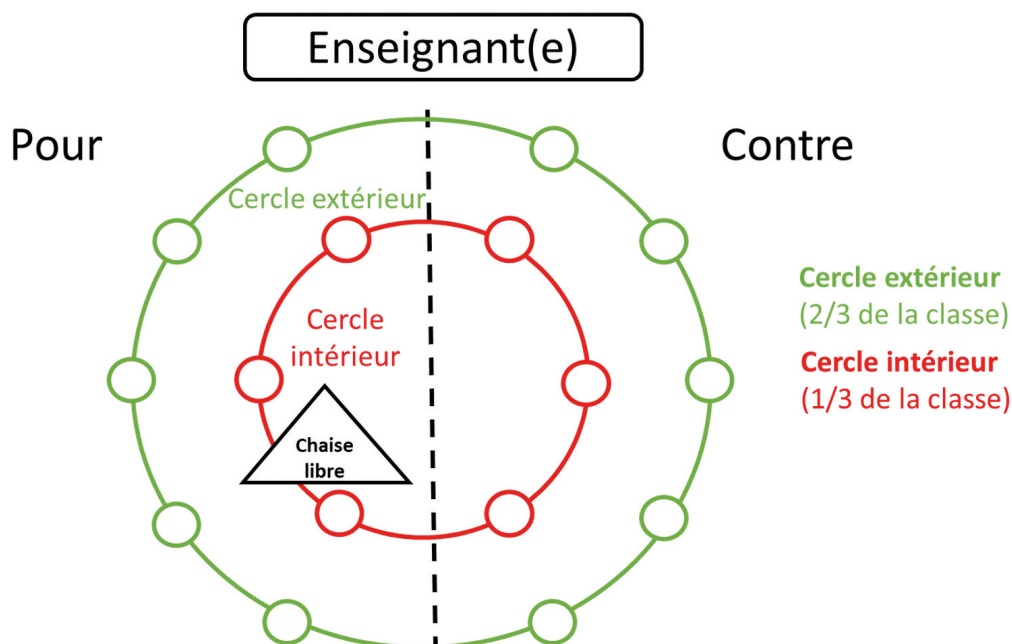 Enseignant(e)
Pour
Contre
Cercle extérieur
Cercle
intérieur
Chaise
libre
Cercle extérieur
(2/3 de la classe)
Cercle intérieur
(1/3 de la classe)